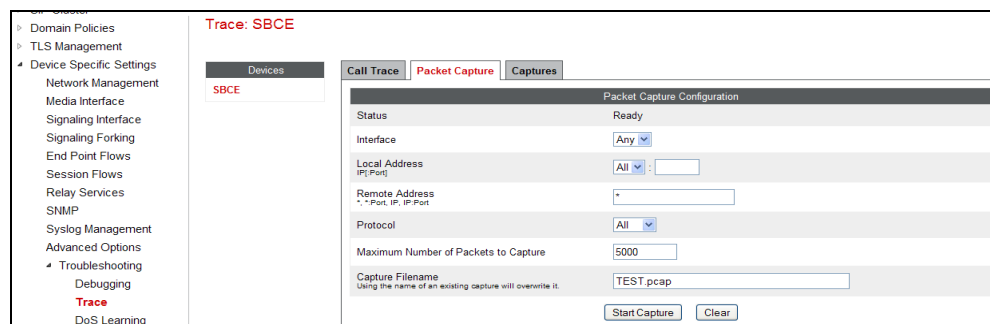 Domain Policies
TLS Management
Device Specific Settings
Network Management
Media Interface
Signaling Interface
Signaling Forking
End Point Flows
Session Flows
Relay Services
SNMP
Syslog Management
Advanced Options
Troubleshooting
Debugging
Trace
DoS Learning
Trace: SBCE
Devices
SBCE
Call Trace Packet Capture Captures
Packet Capture Configuration
Status Ready
Interface Any
Local Address All :
IP[:Port]
Remote Address *
*, *:Port, IP, IP:Port
Protocol All
Maximum Number of Packets to Capture 5000
Capture Filename TEST.pcap
Using the name of an existing capture will overwrite it.
Start Capture Clear